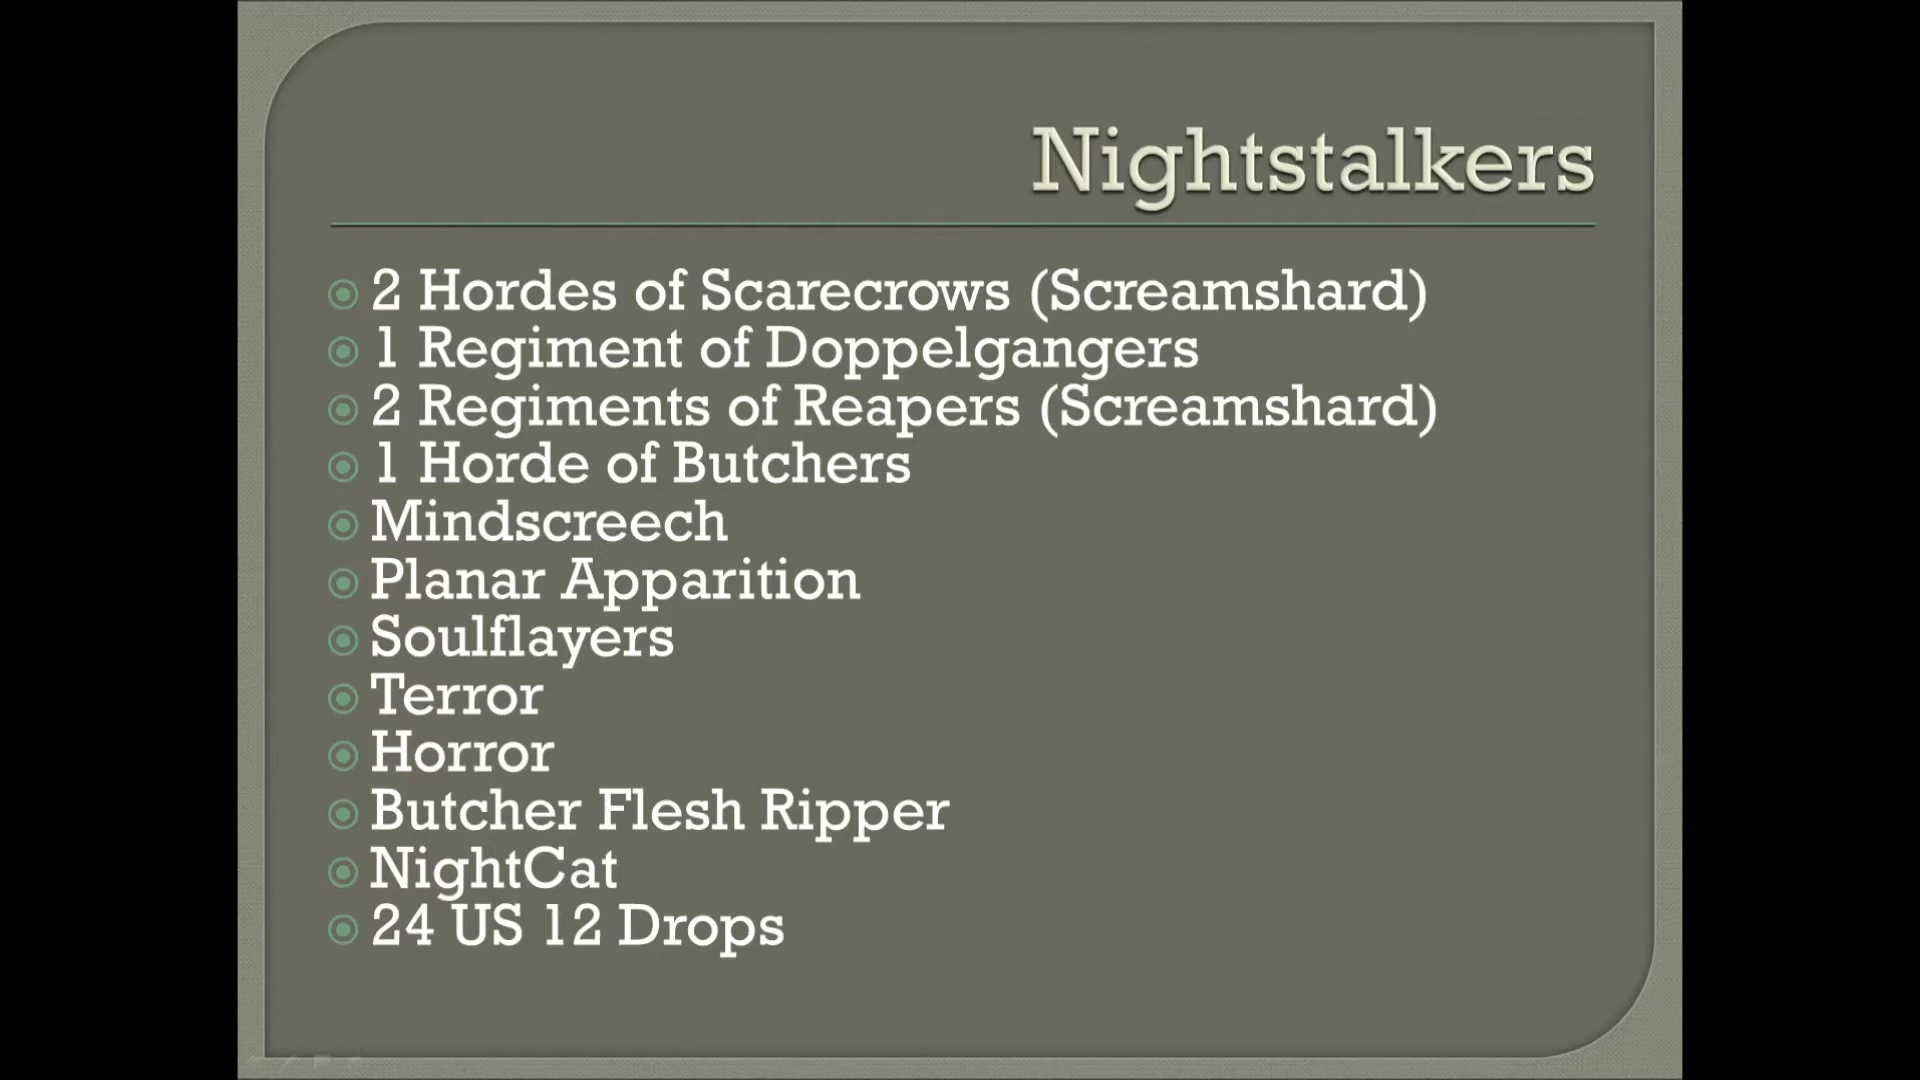 Nightstalkers
2 Hordes of Scarecrows (Screamshard)
1 Regiment of Doppelgangers
2 Regiments of Reapers (Screamshard)
1 Horde of Butchers
Mindscreech
Planar Apparition
Soulflayers
Terror
Horror
Butcher Flesh Ripper
NightCat
24 US 12 Drops